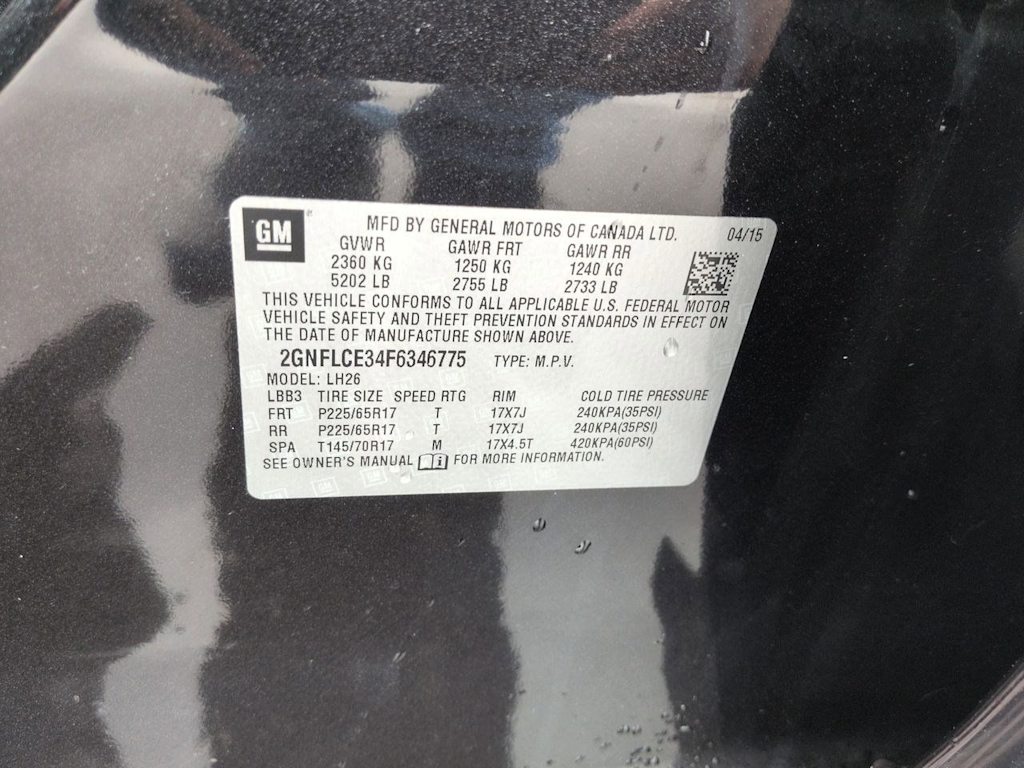 GM MFD BY GENERAL MOTORS OF CANADA LTD. 04/15
GVWR GAWR FRT GAWR RR
2360 KG 1250 KG 1240 KG
5202 LB 2755 LB 2733 LB
THIS VEHICLE CONFORMS TO ALL APPLICABLE U.S. FEDERAL MOTOR
VEHICLE SAFETY AND THEFT PREVENTION STANDARDS IN EFFECT ON
THE DATE OF MANUFACTURE SHOWN ABOVE.
2GNFLCE34F6346775 TYPE: M.P.V.
MODEL: LH26
LBB3 TIRE SIZE SPEED RTG RIM COLD TIRE PRESSURE
FRT P225/65R17 T 17X7J 240KPA(35PSI)
RR P225/65R17 T 17X7J 240KPA(35PSI)
SPA T145/70R17 M 17X4.5T 420KPA(60PSI)
SEE OWNER'S MANUAL i FOR MORE INFORMATION.